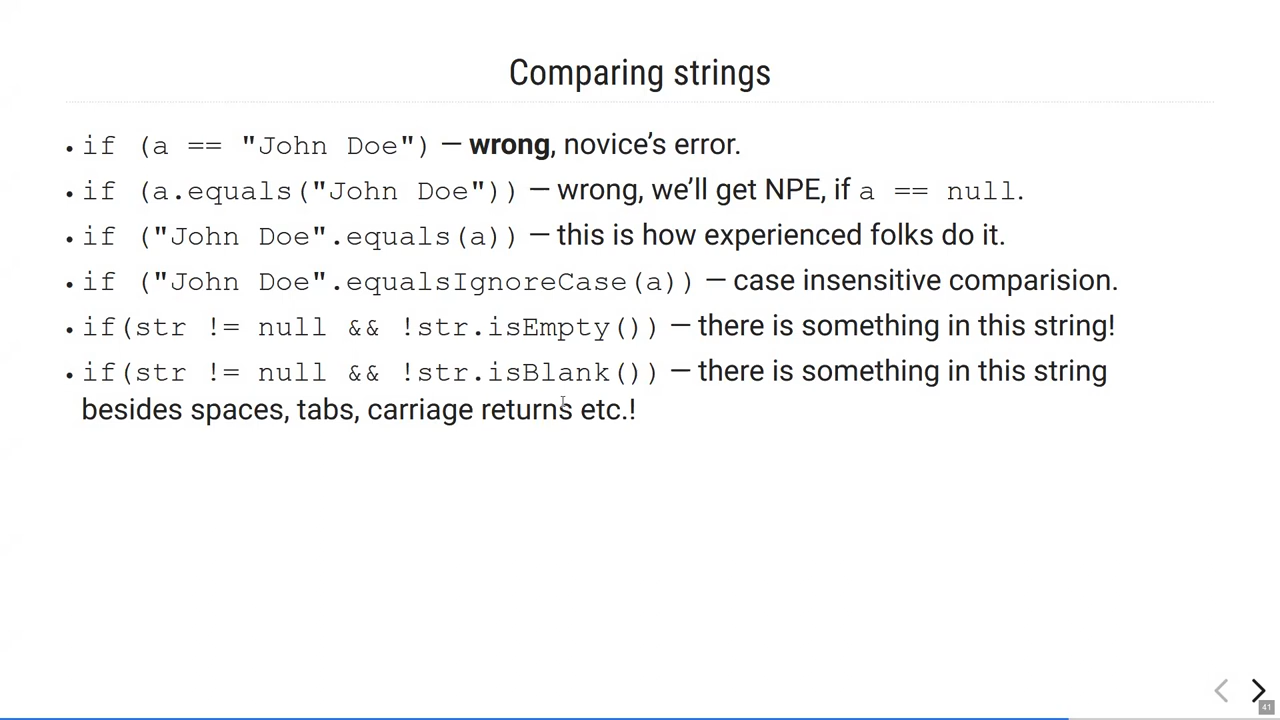 Comparing strings
• if (a == "John Doe") — wrong, novice’s error.
• if (a.equals("John Doe")) — wrong, we’ll get NPE, if a == null.
• if ("John Doe".equals(a)) — this is how experienced folks do it.
• if ("John Doe".equalsIgnoreCase(a)) — case insensitive comparision.
• if(str != null && !str.isEmpty()) — there is something in this string!
• if(str != null && !str.isBlank()) — there is something in this string
besides spaces, tabs, carriage returns etc.!
41